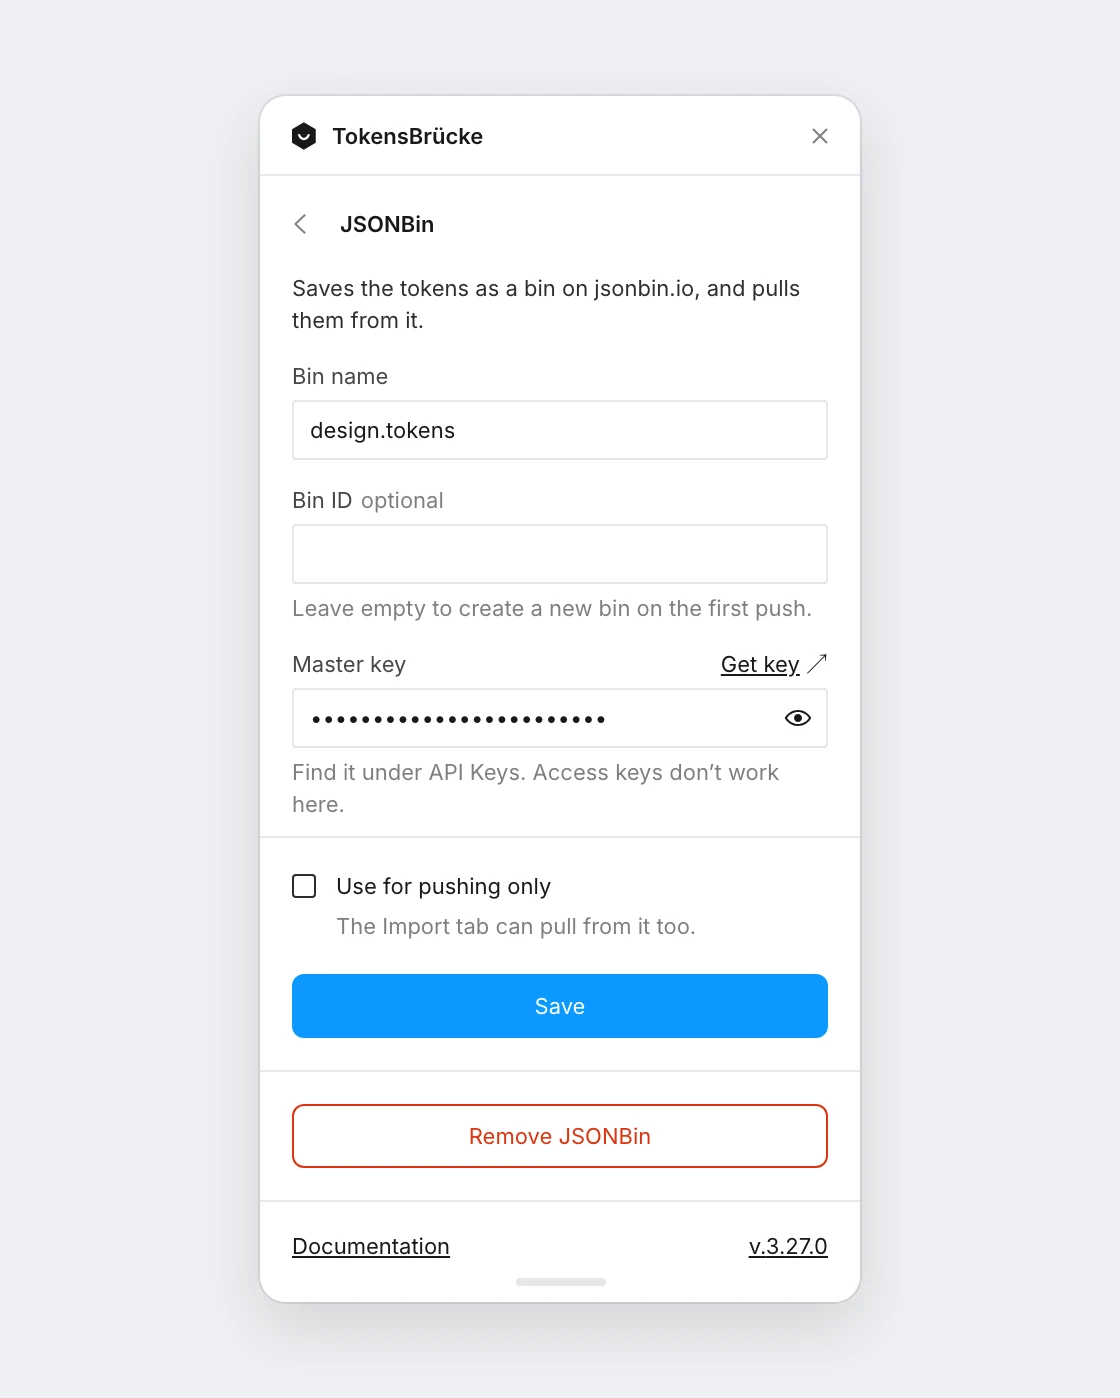 TokensBrücke
JSONBin
Saves the tokens as a bin on jsonbin.io, and pulls
them from it.
Bin name
design.tokens
Bin ID optional
Leave empty to create a new bin on the first push.
Master key Get key
••••••••••••••••••••••••
Find it under API Keys. Access keys don’t work
here.
Use for pushing only
The Import tab can pull from it too.
Save
Remove JSONBin
Documentation v.3.27.0